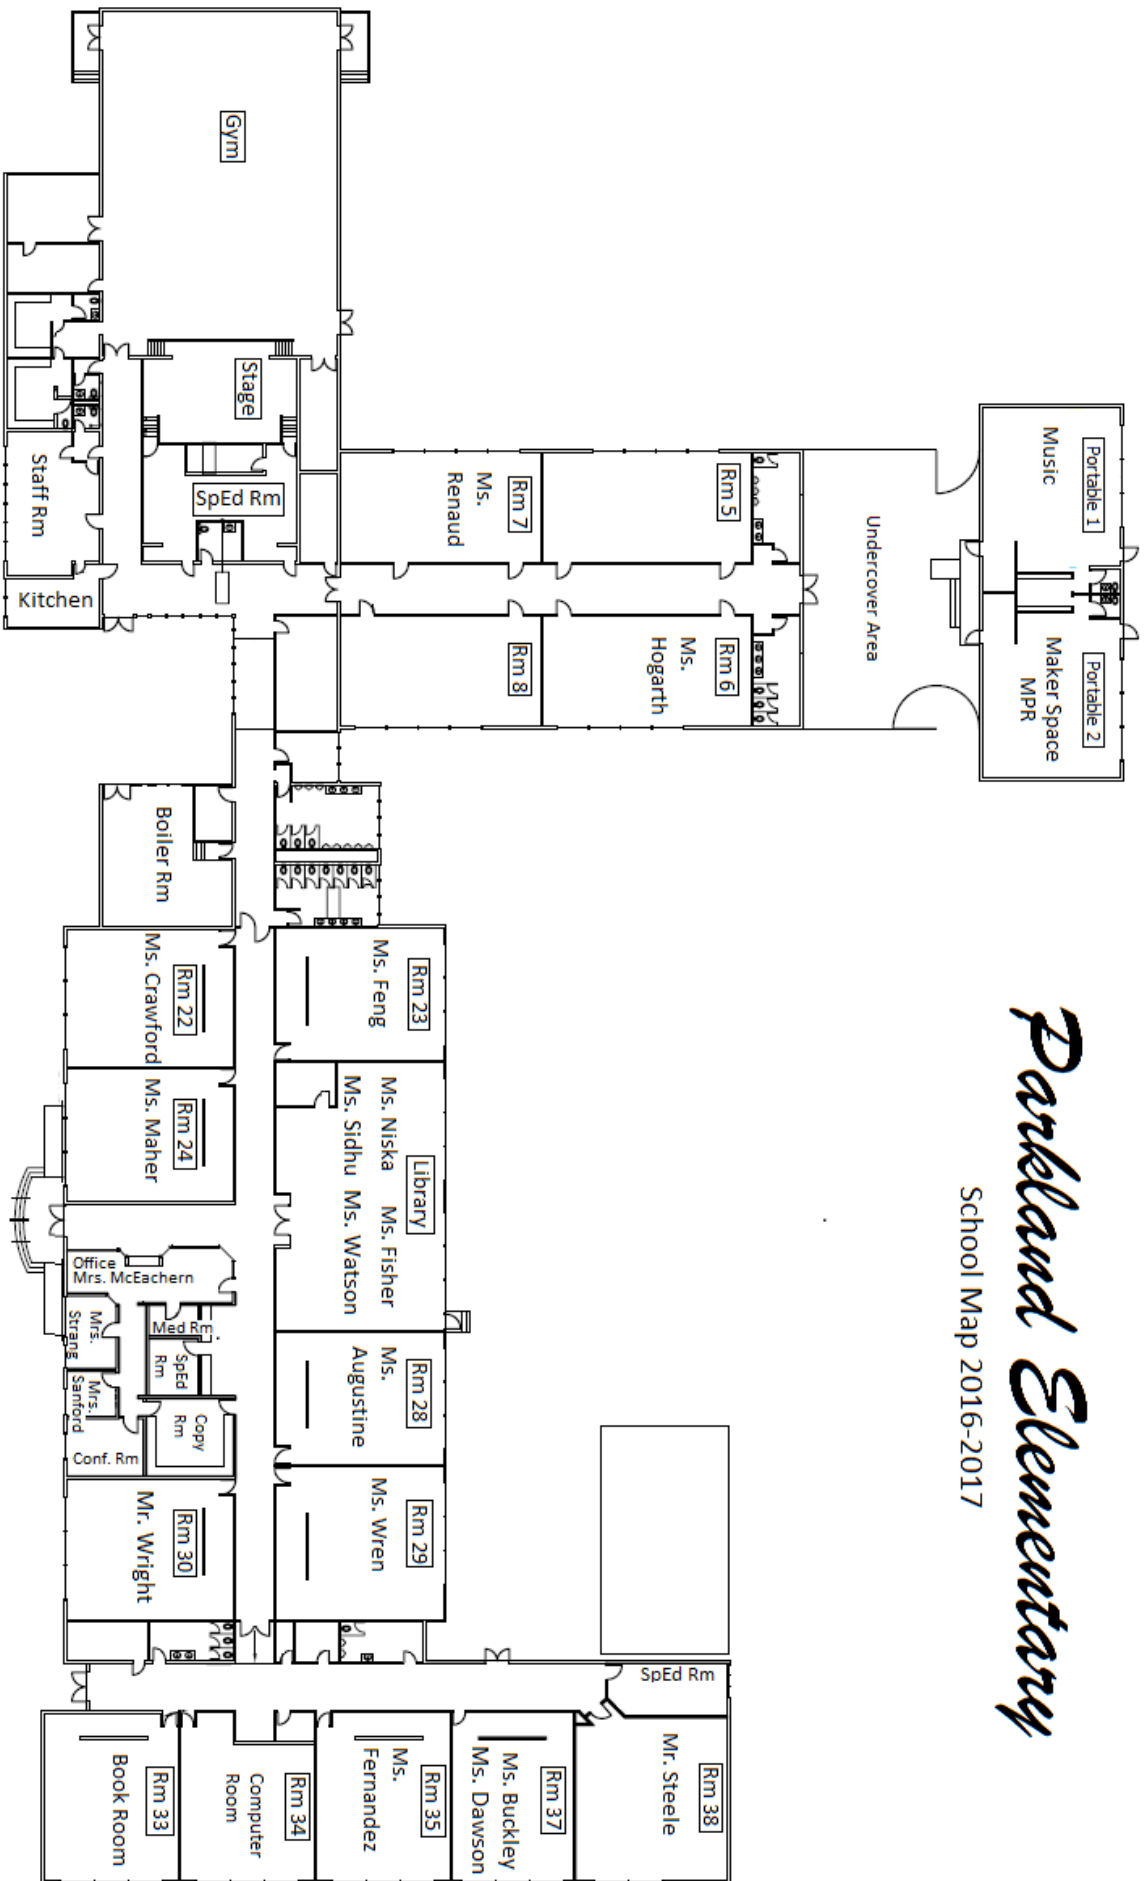 Parkland Elementary
School Map 2016-2017
Portable 1
Music
Portable 2
Maker Space
MPR
Undercover Area
Gym
Stage
SpEd Rm
Staff Rm
Kitchen
Rm 5
Rm 7
Ms.
Renaud
Rm 6
Ms.
Hogarth
Rm 8
Boiler Rm
Rm 23
Ms. Feng
Rm 22
Ms. Crawford
Rm 24
Ms. Maher
Library
Ms. Niska Ms. Fisher
Ms. Sidhu Ms. Watson
Office
Mrs. McEachern
Mrs.
Strang
Med Rm
SpEd
Rm
Mrs.
Sanford
Copy
Rm
Conf. Rm
Rm 28
Ms.
Augustine
Rm 29
Ms. Wren
Rm 30
Mr. Wright
SpEd Rm
Rm 38
Mr. Steele
Rm 37
Ms. Buckley
Ms. Dawson
Rm 35
Ms.
Fernandez
Rm 34
Computer
Room
Rm 33
Book Room